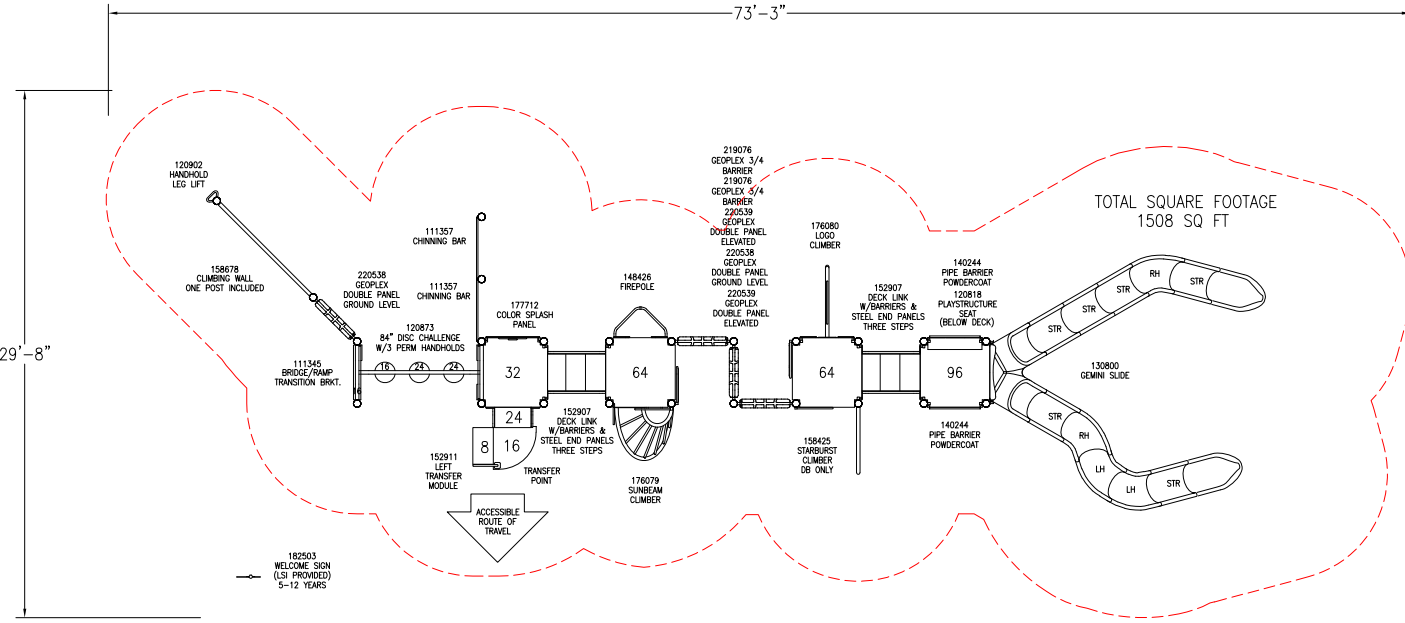 73'-3"
29'-8"
TOTAL SQUARE FOOTAGE
1508 SQ FT
120902
HANDHOLD
LEG LIFT
158678
CLIMBING WALL
ONE POST INCLUDED
220538
GEOPLEX
DOUBLE PANEL
GROUND LEVEL
111357
CHINNING BAR
111357
CHINNING BAR
120873
84" DISC CHALLENGE
W/3 PERM HANDHOLDS
111345
BRIDGE/RAMP
TRANSITION BRKT.
16
16
24
24
177712
COLOR SPLASH
PANEL
32
24
16
8
148426
FIREPOLE
64
152907
DECK LINK
W/BARRIERS &
STEEL END PANELS
THREE STEPS
152911
LEFT
TRANSFER
MODULE
TRANSFER
POINT
ACCESSIBLE
ROUTE OF
TRAVEL
176079
SUNBEAM
CLIMBER
219076
GEOPLEX 3/4
BARRIER
219076
GEOPLEX 3/4
BARRIER
220539
GEOPLEX
DOUBLE PANEL
ELEVATED
220538
GEOPLEX
DOUBLE PANEL
GROUND LEVEL
220539
GEOPLEX
DOUBLE PANEL
ELEVATED
176080
LOGO
CLIMBER
64
158425
STARBURST
CLIMBER
DB ONLY
152907
DECK LINK
W/BARRIERS &
STEEL END PANELS
THREE STEPS
140244
PIPE BARRIER
POWDERCOAT
120818
PLAYSTRUCTURE
SEAT
(BELOW DECK)
96
140244
PIPE BARRIER
POWDERCOAT
130800
GEMINI SLIDE
STR
STR
STR
RH
STR
STR
RH
LH
LH
STR
182503
WELCOME SIGN
(LSI PROVIDED)
5-12 YEARS